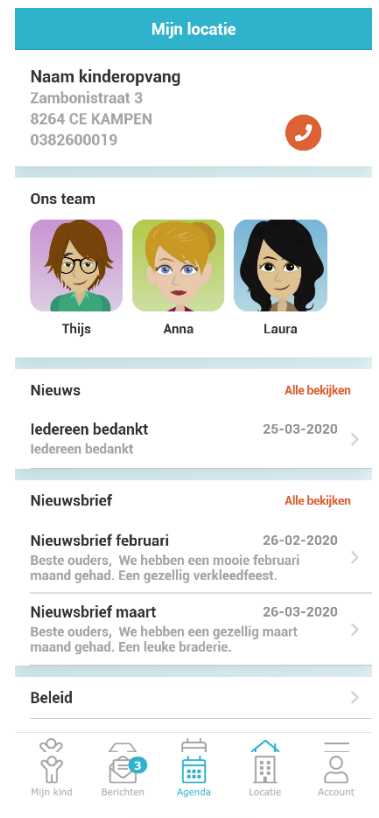 Mijn locatie
Naam kinderopvang
Zambonistraat 3
8264 CE KAMPEN
0382600019
Ons team
Thijs
Anna
Laura
Nieuws
Alle bekijken
Iedereen bedankt
25-03-2020
Iedereen bedankt
Nieuwsbrief
Alle bekijken
Nieuwsbrief februari
26-02-2020
Beste ouders, We hebben een mooie februari
maand gehad. Een gezellig verkleedfeest.
Nieuwsbrief maart
26-03-2020
Beste ouders, We hebben een gezellig maart
maand gehad. Een leuke braderie.
Beleid
3
Mijn kind
Berichten
Agenda
Locatie
Account